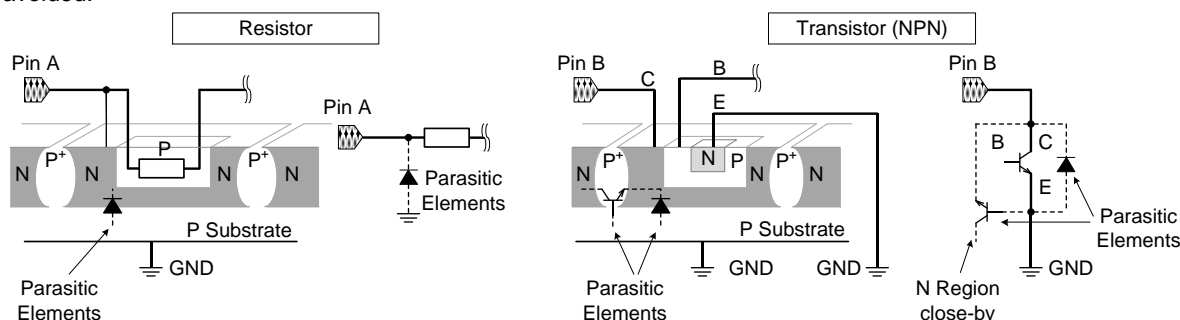 Resistor
Transistor (NPN)
Pin A
Pin A
P
N
P+
N
N
P+
N
Parasitic
Elements
P Substrate
GND
Parasitic
Elements
Pin B
Pin B
C
B
E
B
C
E
N
P+
N
N
P
N
P+
N
P Substrate
GND
GND
GND
Parasitic
Elements
Parasitic
Elements
N Region
close-by